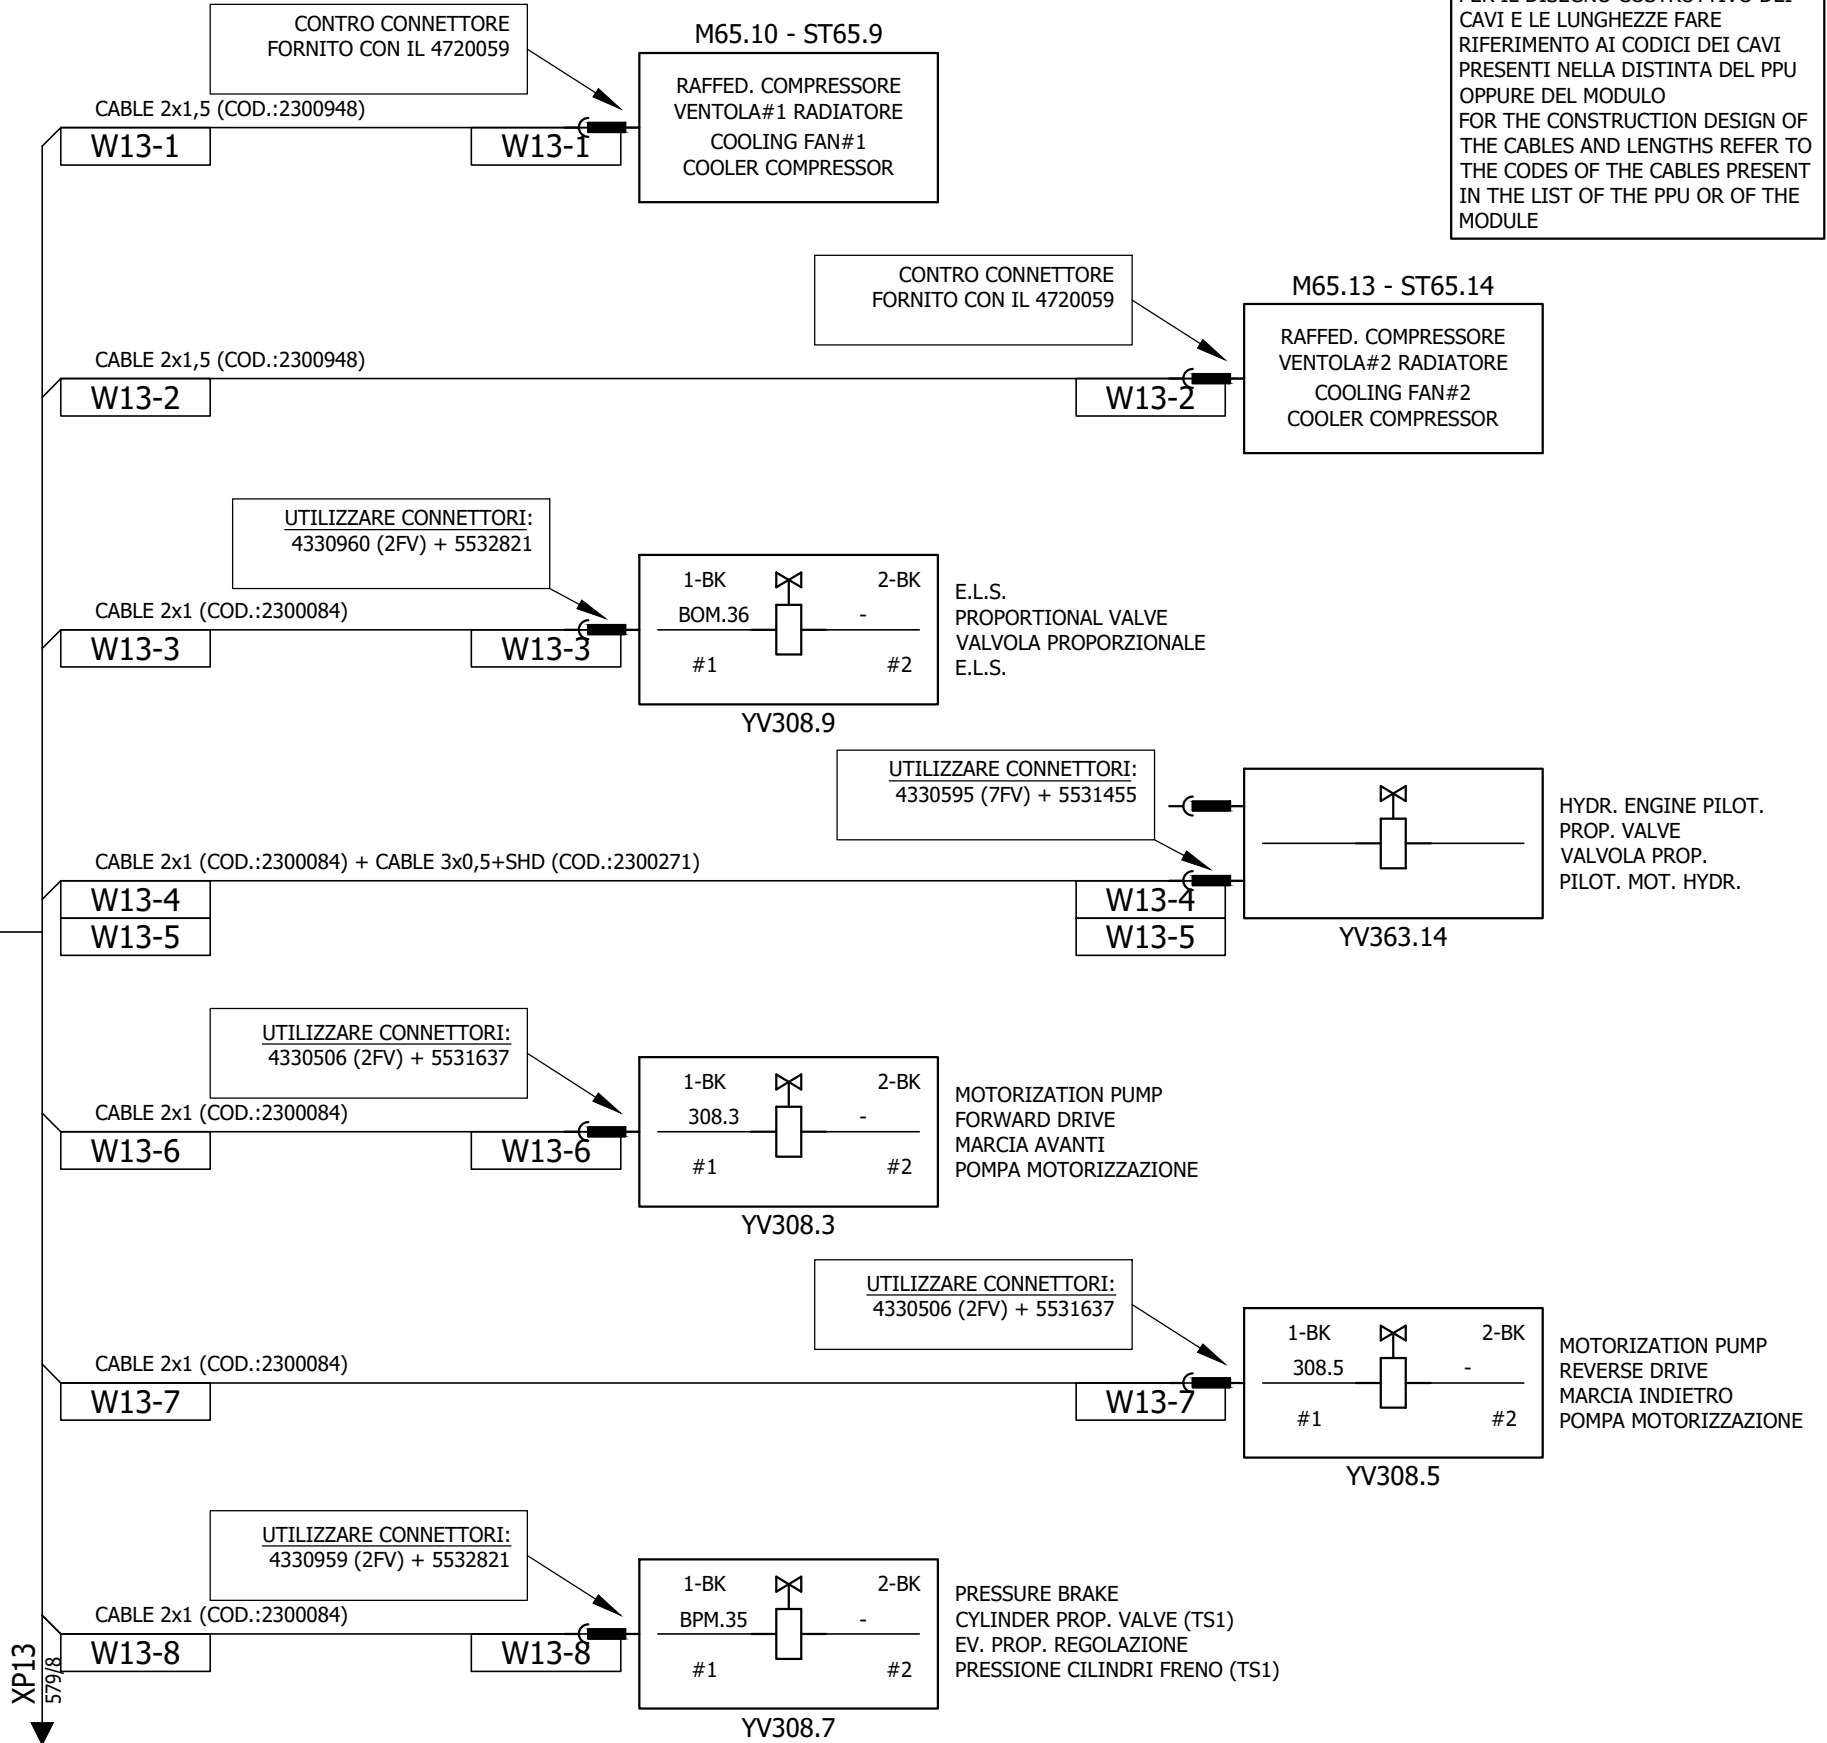 PER IL DISEGNO COSTRUTTIVO DEI
CAVI E LE LUNGHEZZE FARE
RIFERIMENTO AI CODICI DEI CAVI
PRESENTI NELLA DISTINTA DEL PPU
OPPURE DEL MODULO
FOR THE CONSTRUCTION DESIGN OF
THE CABLES AND LENGTHS REFER TO
THE CODES OF THE CABLES PRESENT
IN THE LIST OF THE PPU OR OF THE
MODULE
CONTRO CONNETTORE
FORNITO CON IL 4720059
M65.10 - ST65.9
RAFFED. COMPRESSORE
VENTOLA#1 RADIATORE
COOLING FAN#1
COOLER COMPRESSOR
CABLE 2x1,5 (COD.:2300948)
W13-1
W13-1
CONTRO CONNETTORE
FORNITO CON IL 4720059
M65.13 - ST65.14
RAFFED. COMPRESSORE
VENTOLA#2 RADIATORE
COOLING FAN#2
COOLER COMPRESSOR
CABLE 2x1,5 (COD.:2300948)
W13-2
W13-2
UTILIZZARE CONNETTORI:
4330960 (2FV) + 5532821
CABLE 2x1 (COD.:2300084)
W13-3
W13-3
1-BK
2-BK
BOM.36
-
#1
#2
YV308.9
E.L.S.
PROPORTIONAL VALVE
VALVOLA PROPORZIONALE
E.L.S.
UTILIZZARE CONNETTORI:
4330595 (7FV) + 5531455
CABLE 2x1 (COD.:2300084) + CABLE 3x0,5+SHD (COD.:2300271)
W13-4
W13-5
W13-4
W13-5
YV363.14
HYDR. ENGINE PILOT.
PROP. VALVE
VALVOLA PROP.
PILOT. MOT. HYDR.
UTILIZZARE CONNETTORI:
4330506 (2FV) + 5531637
CABLE 2x1 (COD.:2300084)
W13-6
W13-6
1-BK
2-BK
308.3
-
#1
#2
YV308.3
MOTORIZATION PUMP
FORWARD DRIVE
MARCIA AVANTI
POMPA MOTORIZZAZIONE
UTILIZZARE CONNETTORI:
4330506 (2FV) + 5531637
CABLE 2x1 (COD.:2300084)
W13-7
W13-7
1-BK
2-BK
308.5
-
#1
#2
YV308.5
MOTORIZATION PUMP
REVERSE DRIVE
MARCIA INDIETRO
POMPA MOTORIZZAZIONE
UTILIZZARE CONNETTORI:
4330959 (2FV) + 5532821
CABLE 2x1 (COD.:2300084)
W13-8
W13-8
1-BK
2-BK
BPM.35
-
#1
#2
YV308.7
PRESSURE BRAKE
CYLINDER PROP. VALVE (TS1)
EV. PROP. REGOLAZIONE
PRESSIONE CILINDRI FRENO (TS1)
XP13
579/8